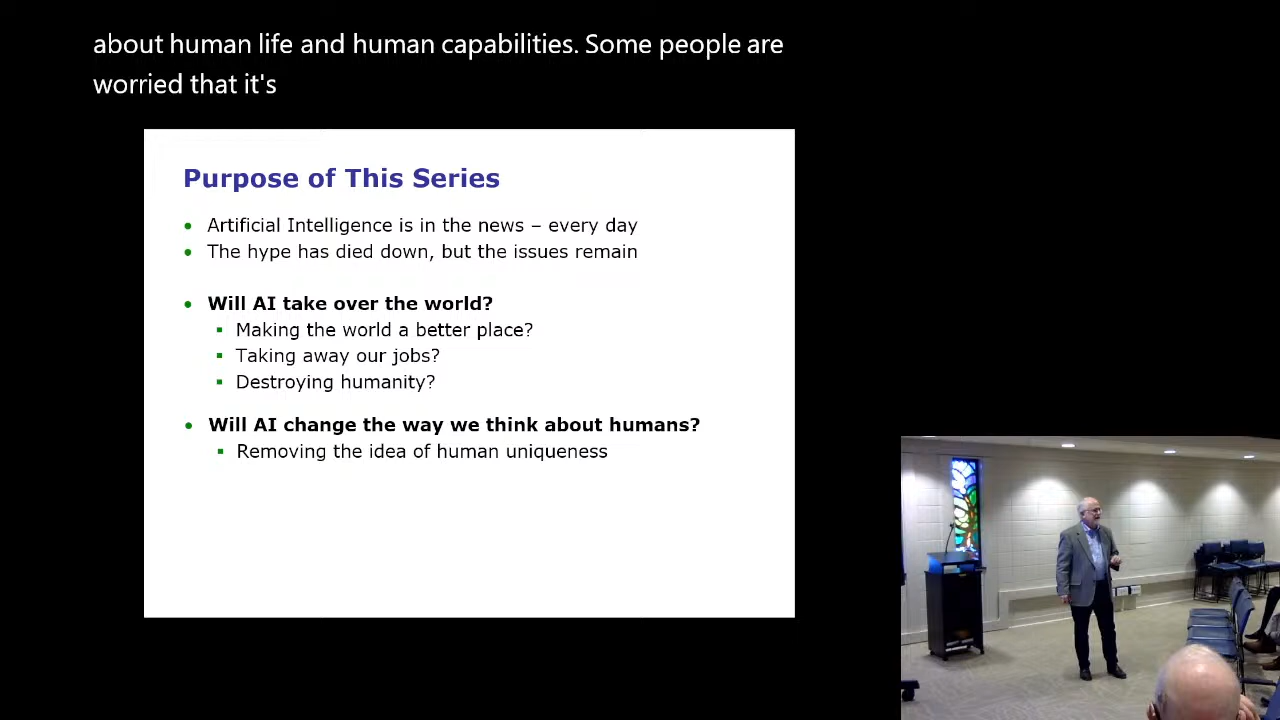 about human life and human capabilities. Some people are
worried that it's
Purpose of This Series
• Artificial Intelligence is in the news – every day
• The hype has died down, but the issues remain
• Will AI take over the world?
▪ Making the world a better place?
▪ Taking away our jobs?
▪ Destroying humanity?
• Will AI change the way we think about humans?
▪ Removing the idea of human uniqueness